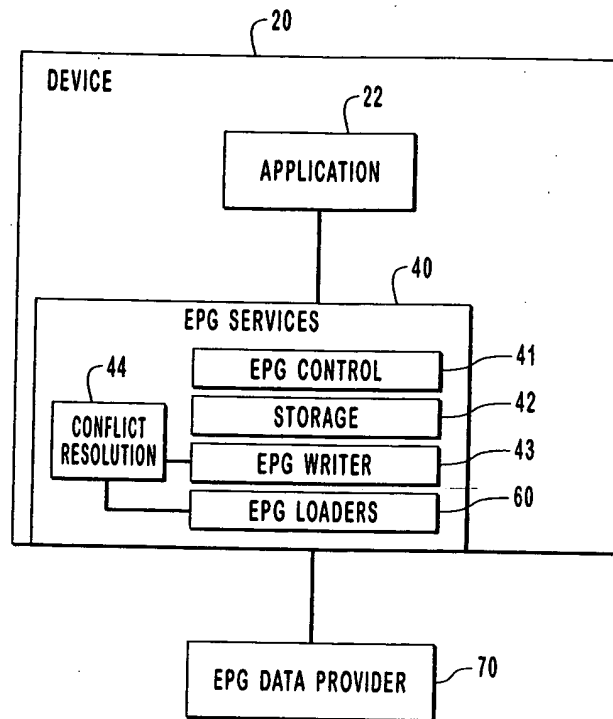 20
DEVICE
22
APPLICATION
40
EPG SERVICES
41
EPG CONTROL
44
42
STORAGE
CONFLICT
RESOLUTION
43
EPG WRITER
60
EPG LOADERS
EPG DATA PROVIDER
70